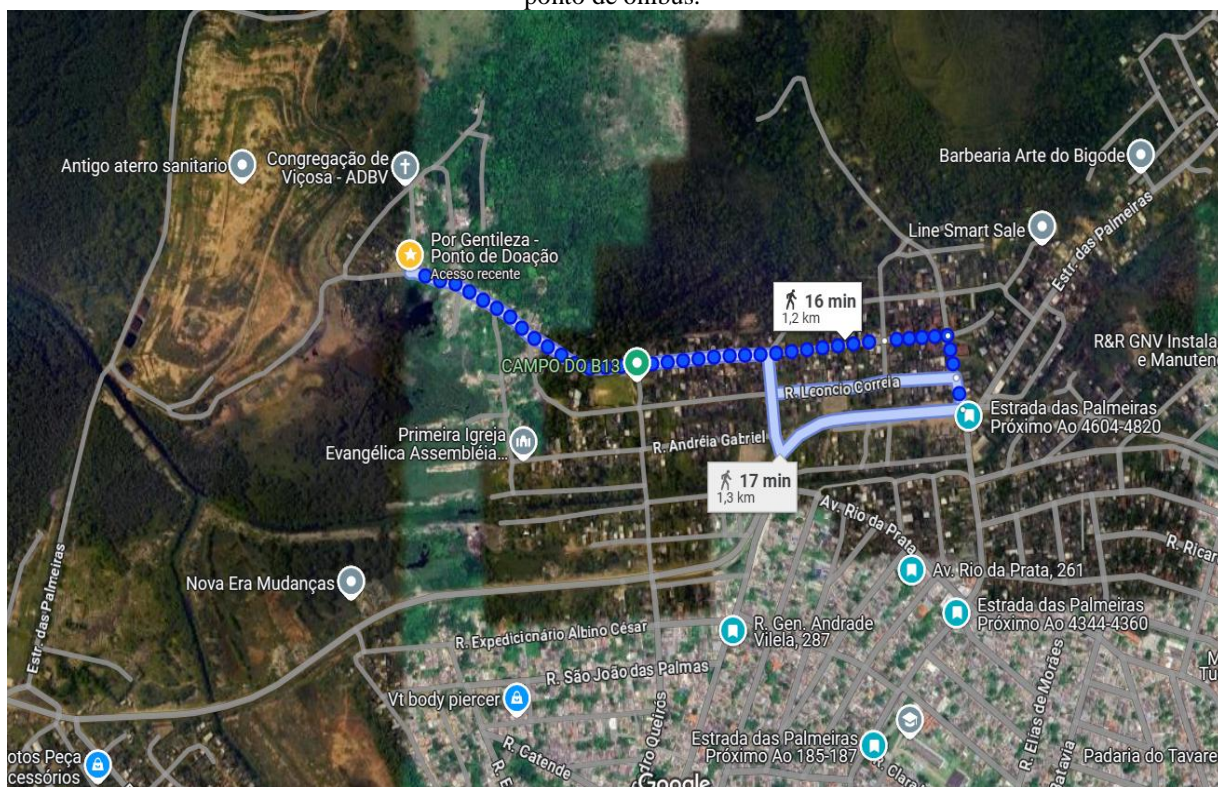 ponto de ônibus.
Antigo aterro sanitario
Congregação de
Viçosa - ADBV
Barbearia Arte do Bigode
Line Smart Sale
Estr. das Palmeiras
Por Gentileza -
Ponto de Doação
Acesso recente
16 min
1,2 km
CAMPO DO B13
R&R GNV Instala
e Manutenç
R. Leoncio Correia
Estrada das Palmeiras
Próximo Ao 4604-4820
Primeira Igreja
Evangélica Assembléia...
R. Andréia Gabriel
17 min
1,3 km
Av. Rio da Prata
R. Ricar
Estr. das Palmeiras
Nova Era Mudanças
Av. Rio da Prata, 261
Estrada das Palmeiras
Próximo Ao 4344-4360
R. Gen. Andrade
Vilela, 287
R. Expedicionário Albino César
R. São João das Palmas
R. Elias de Morães
Vt body piercer
Queirós
R. Catende
Estrada das Palmeiras
Próximo Ao 185-187
R. Clara
Batavia
Padaria do Tavare
otos Peça
cessórios
Google